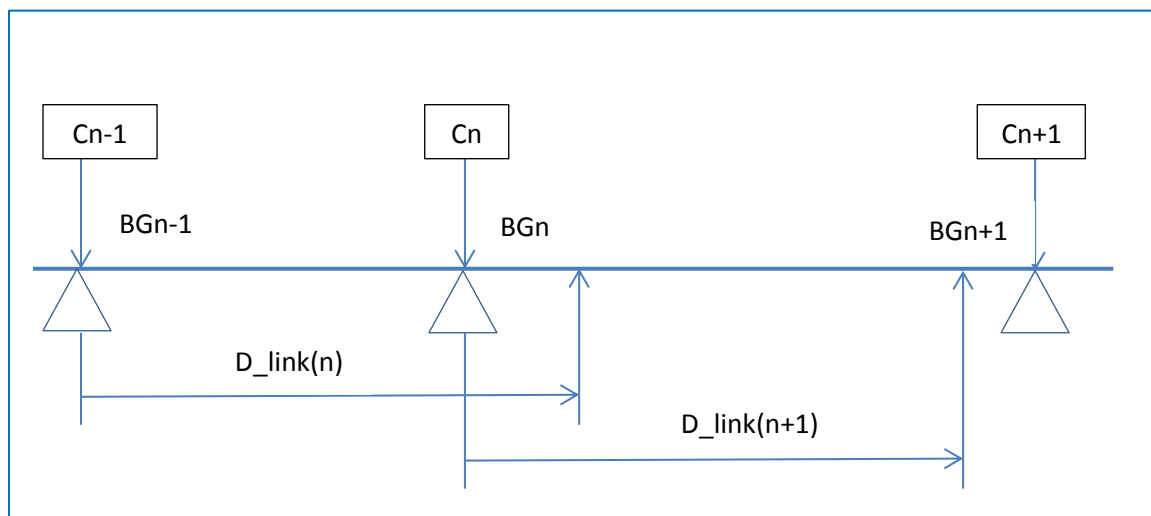 Cn-1
Cn
Cn+1
BGn-1
BGn
BGn+1
D_link(n)
D_link(n+1)